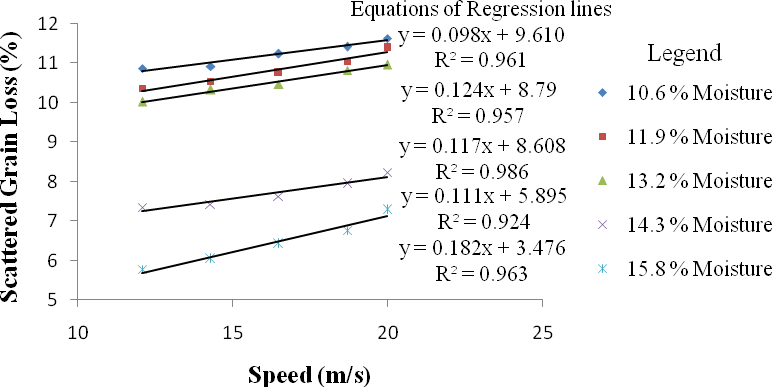 Equations of Regression lines
12
11
10
9
8
7
6
5
Scattered Grain Loss (%)
y = 0.098x + 9.610
R² = 0.961
y = 0.124x + 8.79
R² = 0.957
y = 0.117x + 8.608
R² = 0.986
y = 0.111x + 5.895
R² = 0.924
y = 0.182x + 3.476
R² = 0.963
10
15
20
25
Speed (m/s)
Legend
10.6 % Moisture
11.9 % Moisture
13.2 % Moisture
14.3 % Moisture
15.8 % Moisture